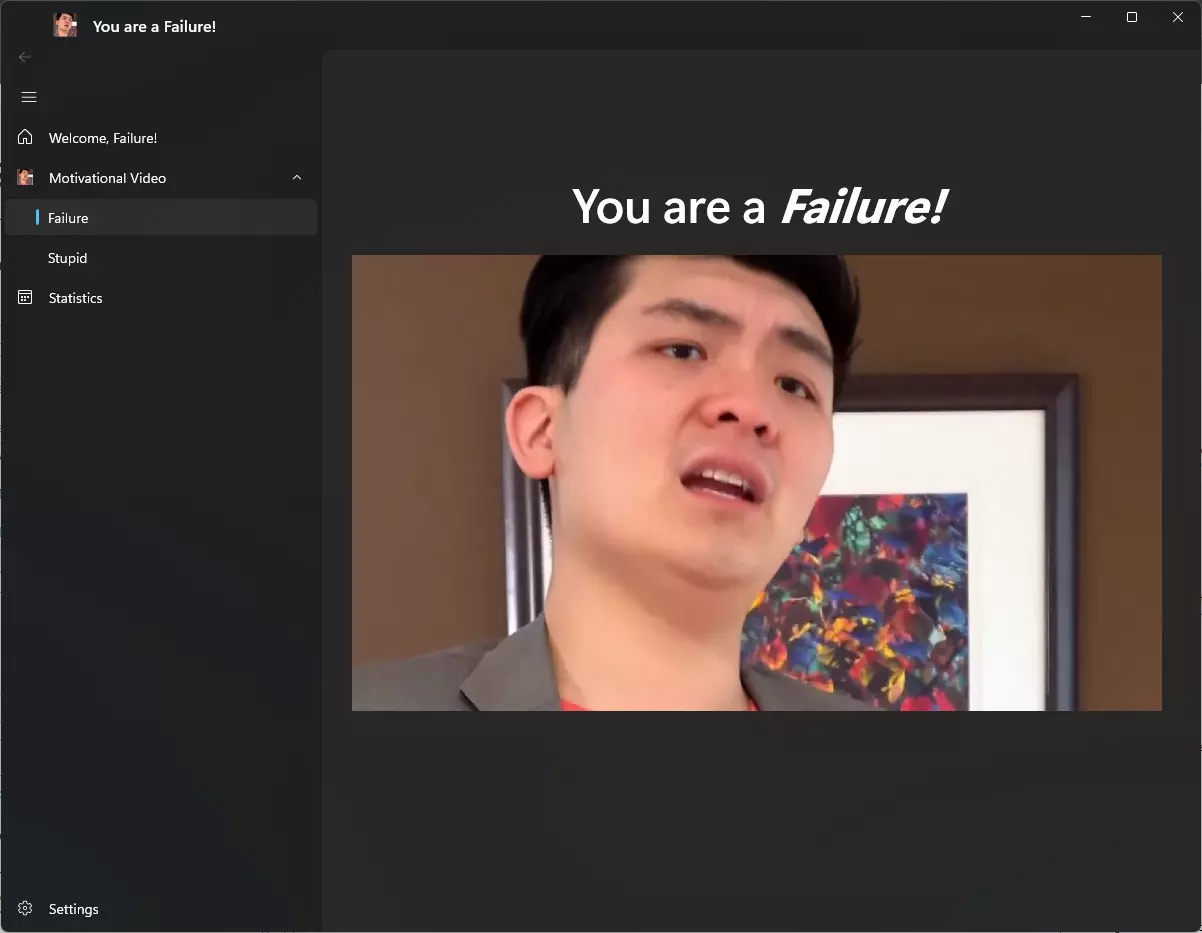 You are a Failure!
Welcome, Failure!
Motivational Video
Failure
Stupid
Statistics
Settings
You are a Failure!